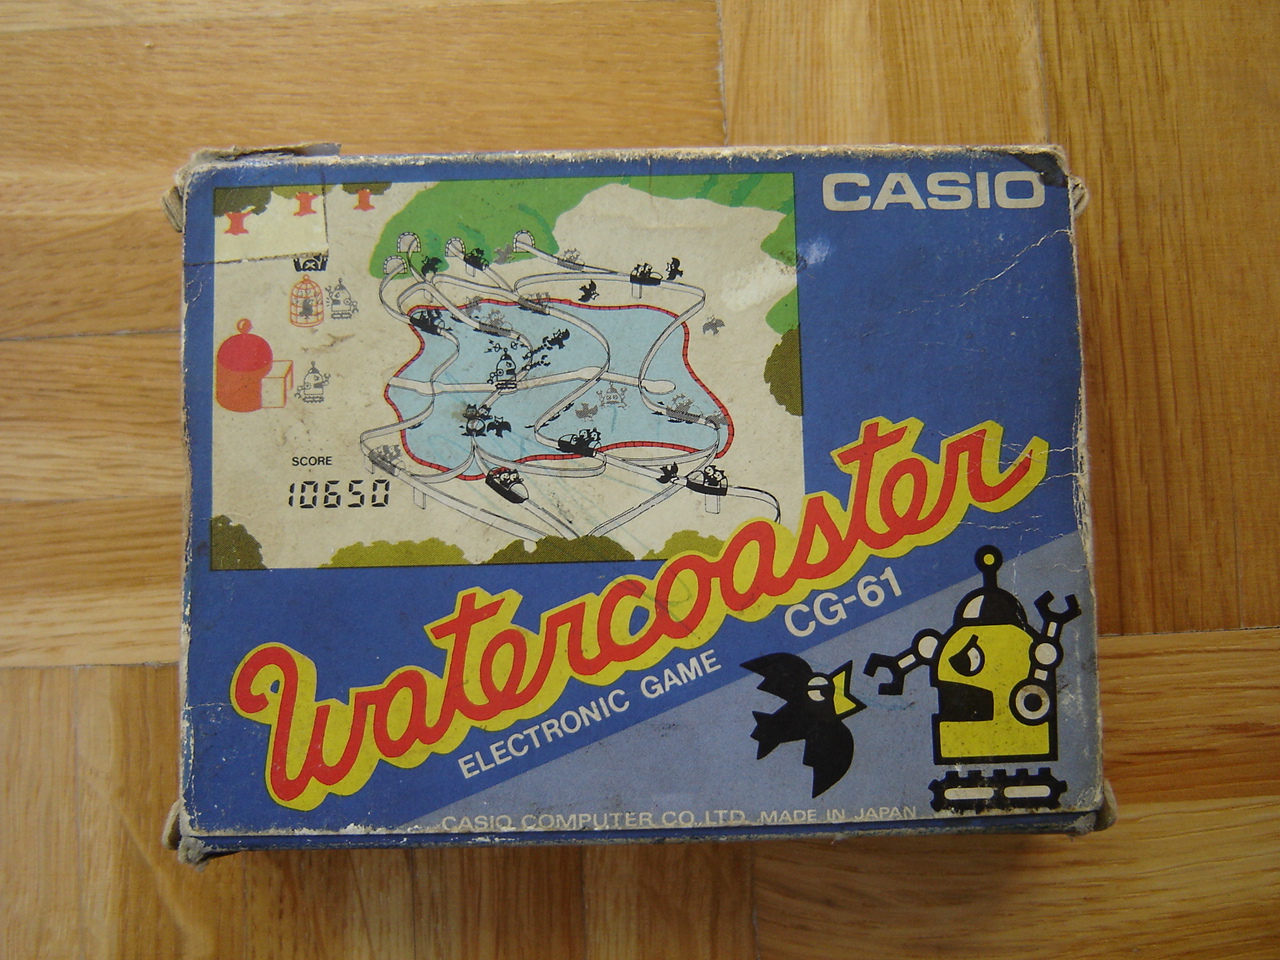 CASIO
SCORE
10650
Watercoaster
CG-61
ELECTRONIC GAME
CASIO COMPUTER CO., LTD. MADE IN JAPAN